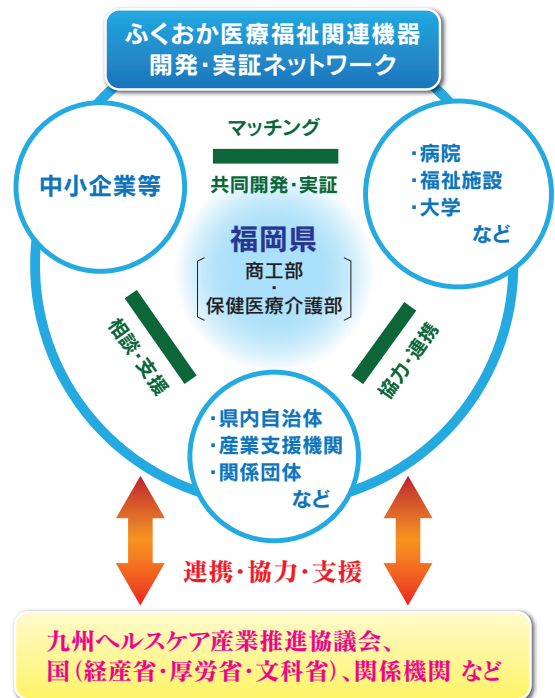 ふくおか医療福祉関連機器
開発・実証ネットワーク
マッチング
共同開発・実証
中小企業等
・病院
・福祉施設
・大学
など
福岡県
商工部
・
保健医療介護部
相談・支援
協力・連携
・県内自治体
・産業支援機関
・関係団体
など
連携・協力・支援
九州ヘルスケア産業推進協議会、
国（経産省・厚労省・文科省）、関係機関 など